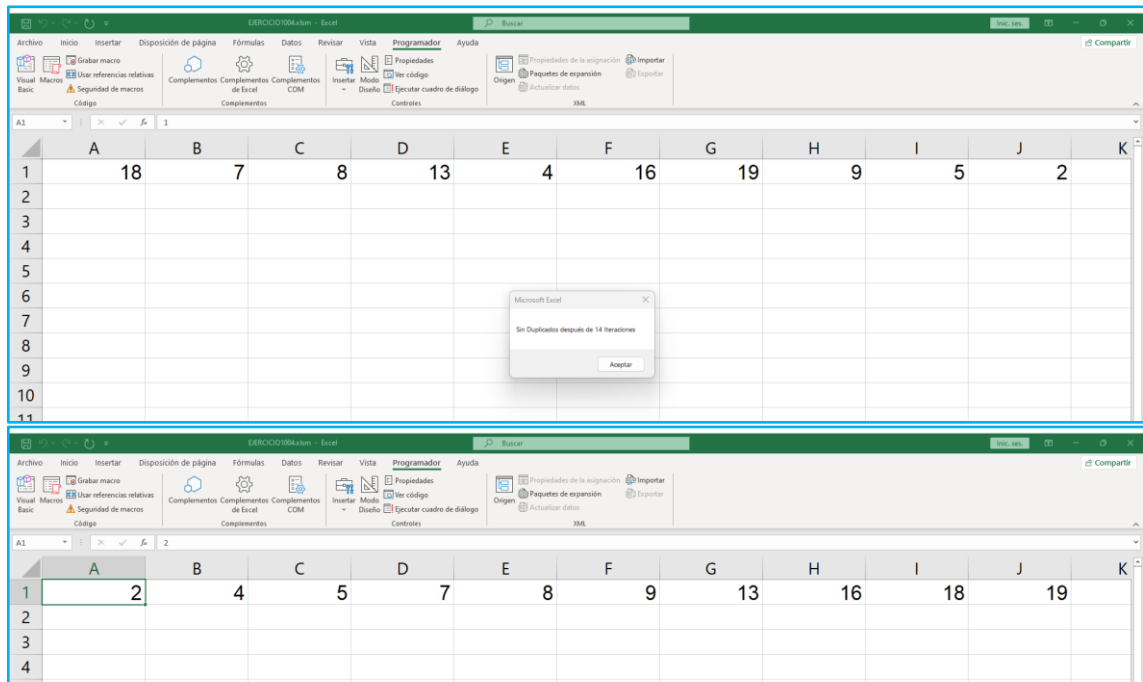 EJERCICIO1004.xlsm - Excel Buscar Inic. ses.
Archivo Inicio Insertar Disposición de página Fórmulas Datos Revisar Vista Programador Ayuda Compartir
Visual Basic
Macros
Grabar macro
Usar referencias relativas
Seguridad de macros
Código
Complementos
Complementos de Excel
Complementos COM
Complementos
Insertar
Modo Diseño
Propiedades
Ver código
Ejecutar cuadro de diálogo
Controles
Origen
Propiedades de la asignación
Paquetes de expansión
Actualizar datos
Importar
Exportar
XML
A1 fx 1
A B C D E F G H I J K
1 18 7 8 13 4 16 19 9 5 2
2
3
4
5
6
7
8
9
10
11
Microsoft Excel
Sin Duplicados después de 14 Iteraciones
Aceptar
EJERCICIO1004.xlsm - Excel Buscar Inic. ses.
Archivo Inicio Insertar Disposición de página Fórmulas Datos Revisar Vista Programador Ayuda Compartir
Visual Basic
Macros
Grabar macro
Usar referencias relativas
Seguridad de macros
Código
Complementos
Complementos de Excel
Complementos COM
Complementos
Insertar
Modo Diseño
Propiedades
Ver código
Ejecutar cuadro de diálogo
Controles
Origen
Propiedades de la asignación
Paquetes de expansión
Actualizar datos
Importar
Exportar
XML
A1 fx 2
A B C D E F G H I J K
1 2 4 5 7 8 9 13 16 18 19
2
3
4